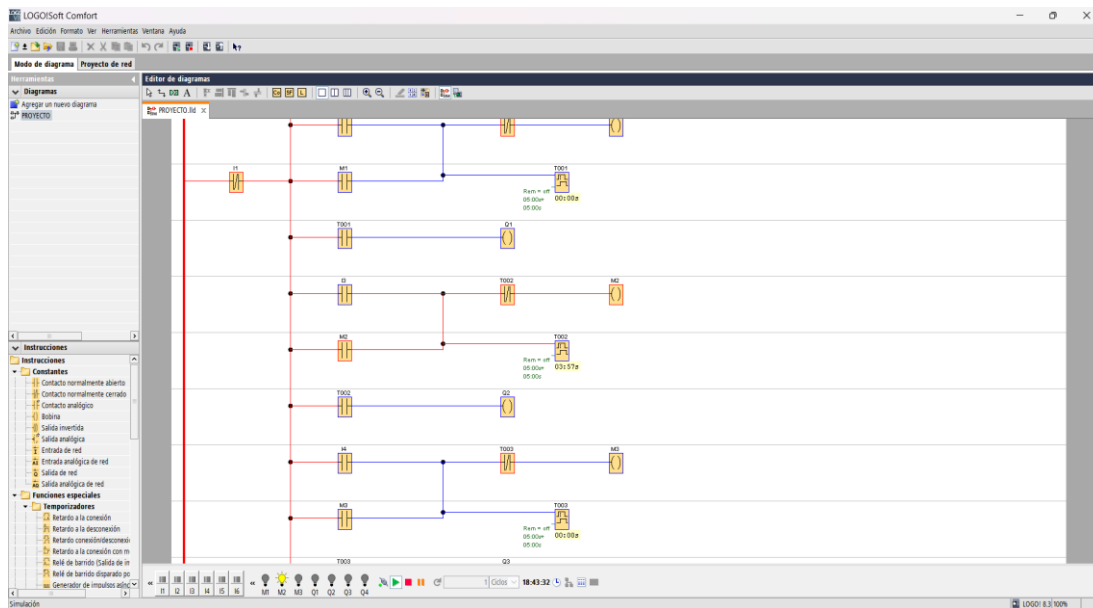 LOGO!Soft Comfort
Archivo Edición Formato Ver Herramientas Ventana Ayuda
Modo de diagrama Proyecto de red
Herramientas
Editor de diagramas
Diagramas
Agregar un nuevo diagrama
PROYECTO
PROYECTO.lld
I1
M1
T001
Rem = off
05:00s+
05:00s
00:00s
T001
Q1
I3
T002
M2
M2
T002
Rem = off
05:00s+
05:00s
03:57s
T002
Q2
I4
T003
M3
M3
T003
Rem = off
05:00s+
05:00s
00:00s
T003
Q3
Instrucciones
Instrucciones
Constantes
Contacto normalmente abierto
Contacto normalmente cerrado
Contacto analógico
Bobina
Salida invertida
Salida analógica
Entrada de red
Entrada analógica de red
Salida de red
Salida analógica de red
Funciones especiales
Temporizadores
Retardo a la conexión
Retardo a la desconexión
Retardo conexión/desconexi
Retardo a la conexión con m
Relé de barrido (Salida de in
Relé de barrido disparado po
Generador de impulsos asínc
I1 I2 I3 I4 I5 I6
M1 M2 M3 Q1 Q2 Q3 Q4
1 Ciclos
18:43:32
Simulación
LOGO! 8.3 100%